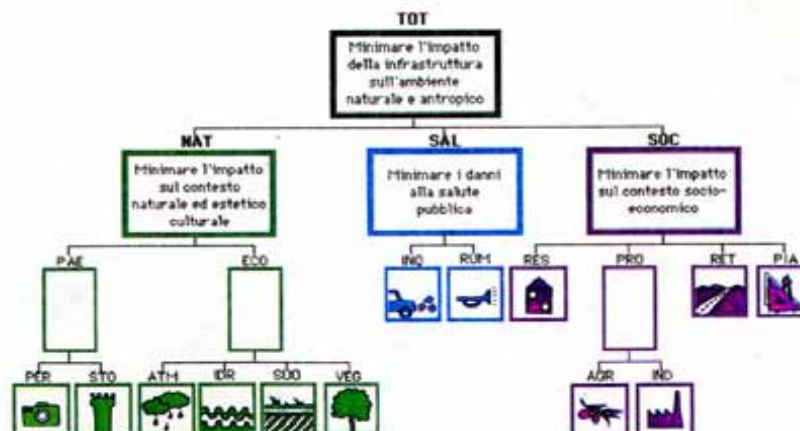 TOT
Minimare l'impatto
della infrastruttura
sull'ambiente
naturale e antropico
NAT
SAL
SOC
Minimare l'impatto
sul contesto
naturale ed estetico
culturale
Minimare i danni
alla salute
pubblica
Minimare l'impatto
sul contesto socio-
economico
PAE
ECO
INQ
RUM
RES
PRO
RET
PIA
PER
STO
ATM
IDR
SUO
VEG
AGR
IND